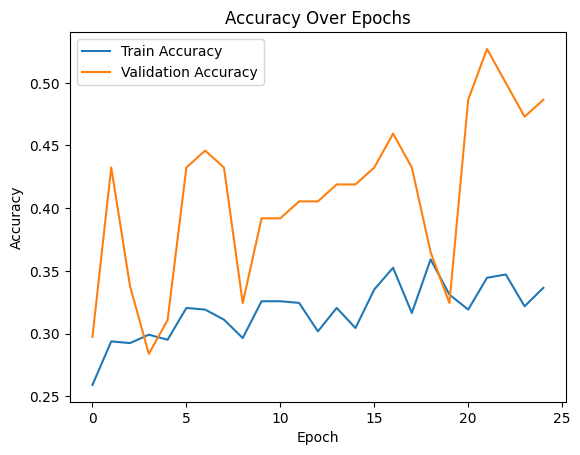 Accuracy Over Epochs
Train Accuracy
Validation Accuracy
0.50
0.45
0.40
0.35
0.30
0.25
Accuracy
0 5 10 15 20 25
Epoch